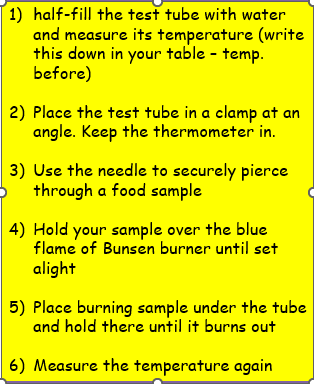 1) half-fill the test tube with water
and measure its temperature (write
this down in your table – temp.
before)
2) Place the test tube in a clamp at an
angle. Keep the thermometer in.
3) Use the needle to securely pierce
through a food sample
4) Hold your sample over the blue
flame of Bunsen burner until set
alight
5) Place burning sample under the tube
and hold there until it burns out
6) Measure the temperature again